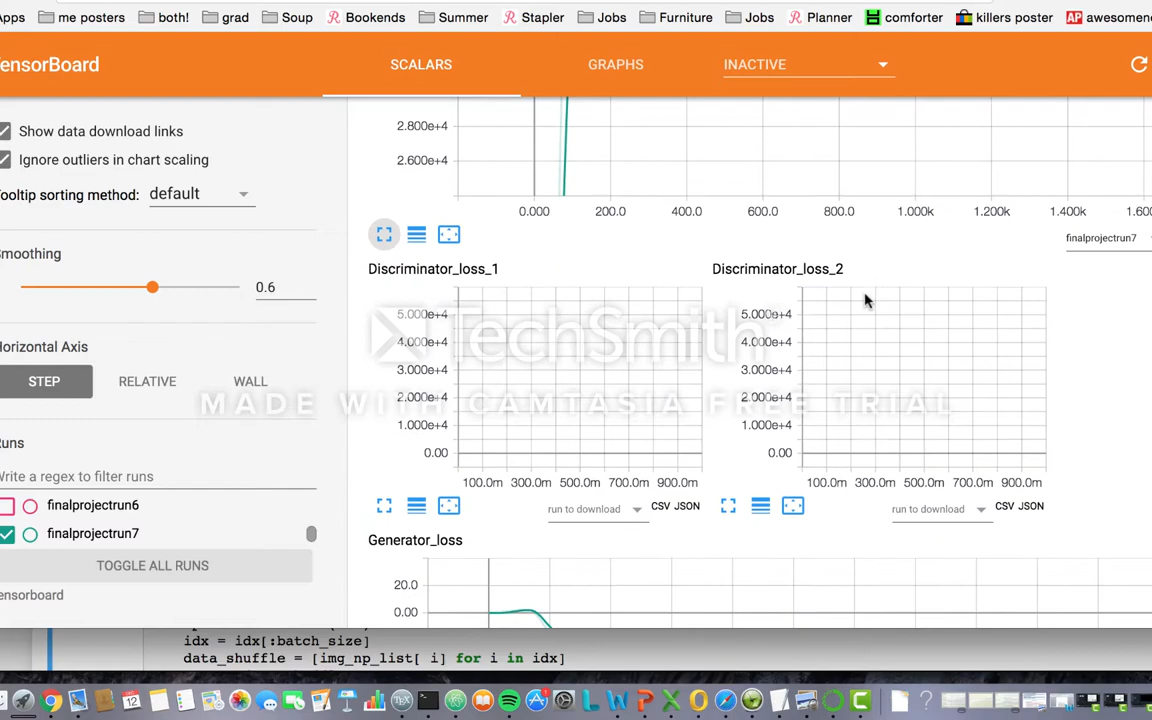 Apps me posters both! grad Soup Bookends Summer Stapler Jobs Furniture Jobs Planner comforter killers poster awesomene
TensorBoard SCALARS GRAPHS INACTIVE
Show data download links
Ignore outliers in chart scaling
Tooltip sorting method: default
Smoothing
0.6
Horizontal Axis
STEP RELATIVE WALL
Runs
Write a regex to filter runs
finalprojectrun6
finalprojectrun7
TOGGLE ALL RUNS
tensorboard
2.800e+4
2.600e+4
0.000 200.0 400.0 600.0 800.0 1.000k 1.200k 1.400k 1.600
finalprojectrun7
Discriminator_loss_1
5.000e+4
4.000e+4
3.000e+4
2.000e+4
1.000e+4
0.00
100.0m 300.0m 500.0m 700.0m 900.0m
run to download CSV JSON
Discriminator_loss_2
5.000e+4
4.000e+4
3.000e+4
2.000e+4
1.000e+4
0.00
100.0m 300.0m 500.0m 700.0m 900.0m
run to download CSV JSON
TechSmith
MADE WITH CAMTASIA FREE TRIAL
Generator_loss
20.0
0.00
idx = idx[:batch_size]
data_shuffle = [img_np_list[ i] for i in idx]